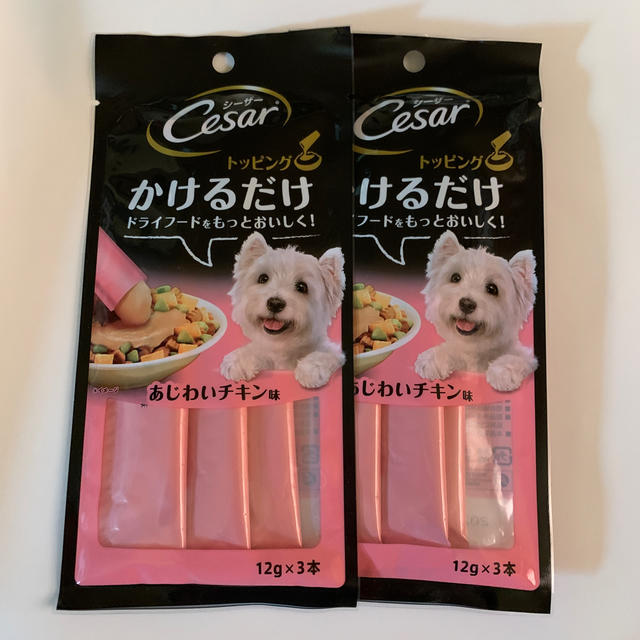 シーザー
Cesar®
トッピング
かけるだけ
ドライフードをもっとおいしく!
あじわいチキン味
12g×3本
シーザー
Cesar®
トッピング
けるだけ
フードをもっとおいしく!
じわいチキン味
12g×3本